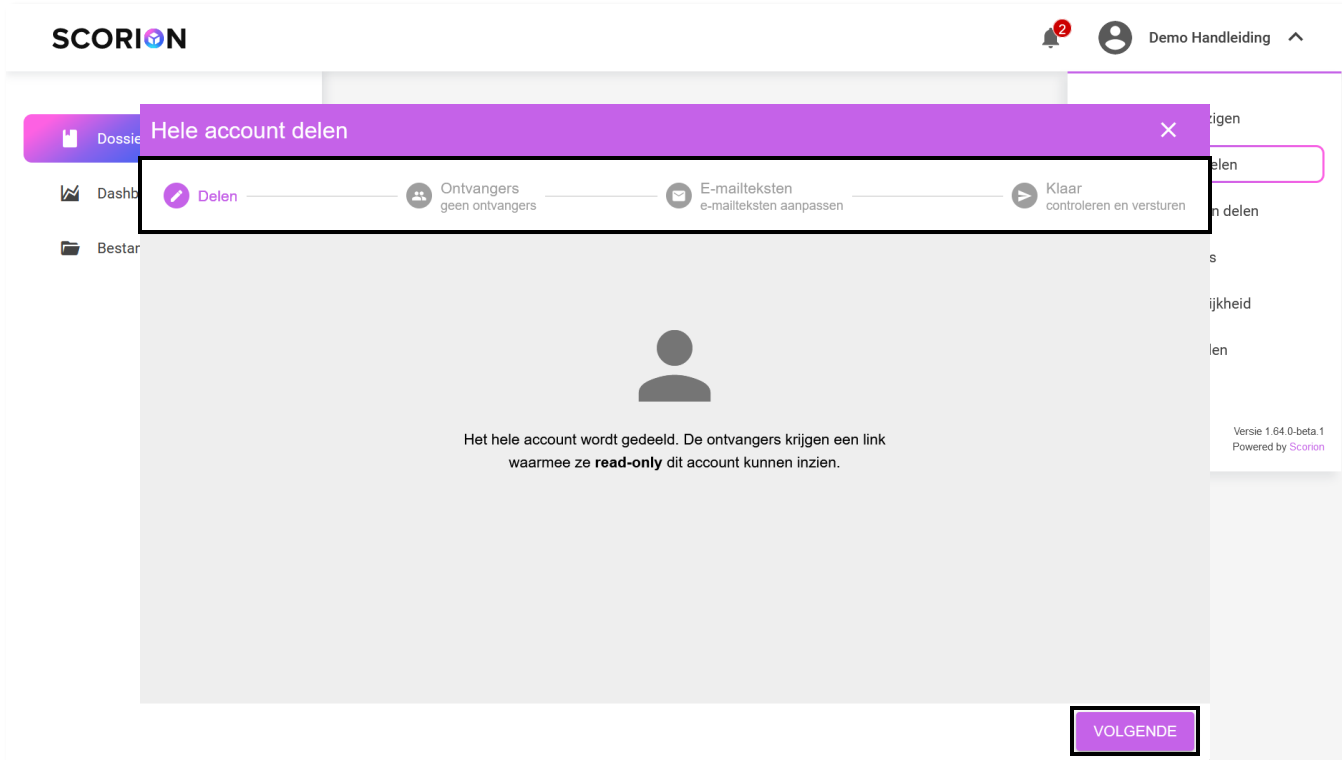 SCORION
2
Demo Handleiding
Dossie
Dashb
Bestar
Hele account delen
Delen
Ontvangers
geen ontvangers
E-mailteksten
e-mailteksten aanpassen
Klaar
controleren en versturen
Het hele account wordt gedeeld. De ontvangers krijgen een link
waarmee ze read-only dit account kunnen inzien.
VOLGENDE
zigen
elen
n delen
s
ijkheid
len
Versie 1.64.0-beta.1
Powered by Scorion